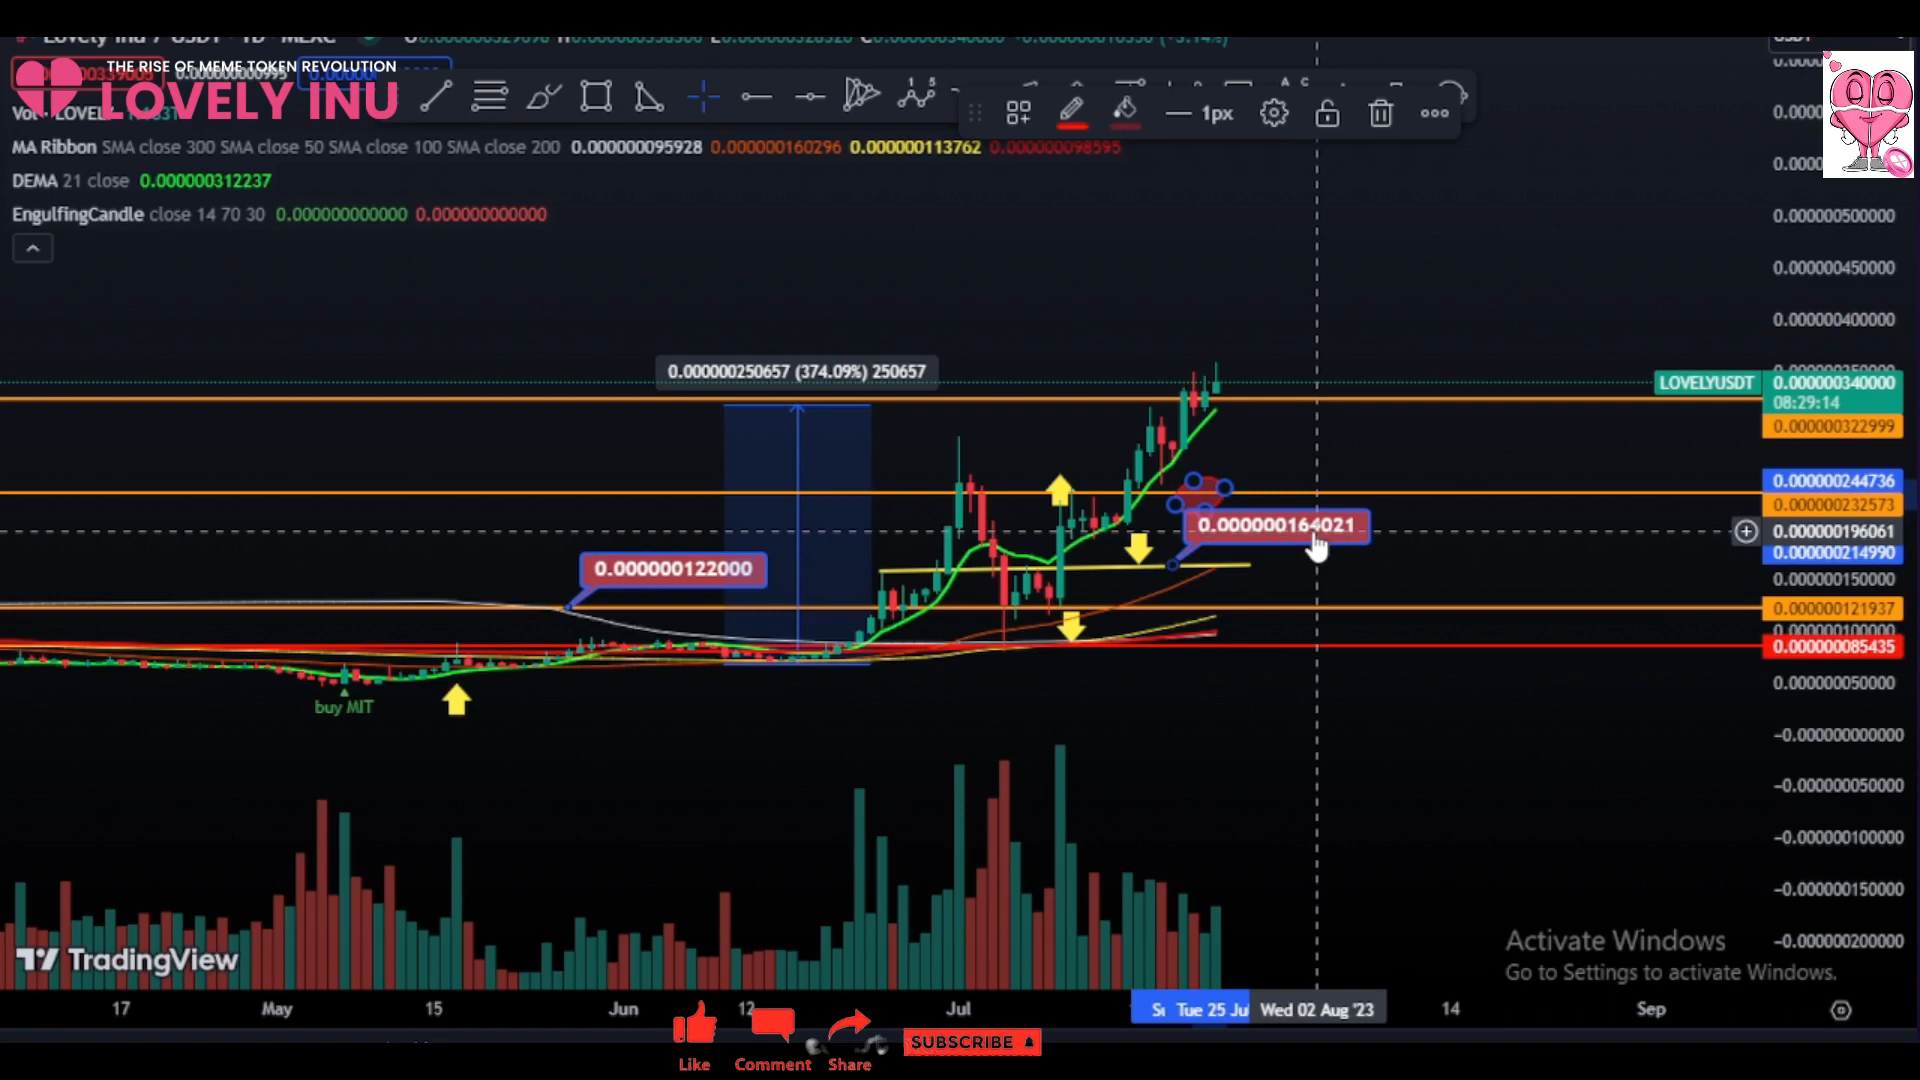 THE RISE OF MEME TOKEN REVOLUTION
LOVELY INU
MA Ribbon SMA close 300 SMA close 50 SMA close 100 SMA close 200 0.000000095928 0.000000160296 0.000000113762 0.000000098595
DEMA 21 close 0.000000312237
EngulfingCandle close 14 70 30 0.000000000000 0.000000000000
1px
0.000000500000
0.000000450000
0.000000400000
0.000000250657 (374.09%) 250657
LOVELYUSDT 0.000000340000
08:29:14
0.000000322999
0.000000244736
0.000000232573
0.000000164021
0.000000196061
0.000000214990
0.000000122000
0.000000150000
0.000000121937
0.000000100000
0.000000085435
0.000000050000
buy MIT
−0.000000000000
−0.000000050000
−0.000000100000
−0.000000150000
−0.000000200000
TradingView
Activate Windows
Go to Settings to activate Windows.
17 May 15 Jun 12 Jul Tue 25 Ju Wed 02 Aug '23 14 Sep
Like Comment Share SUBSCRIBE